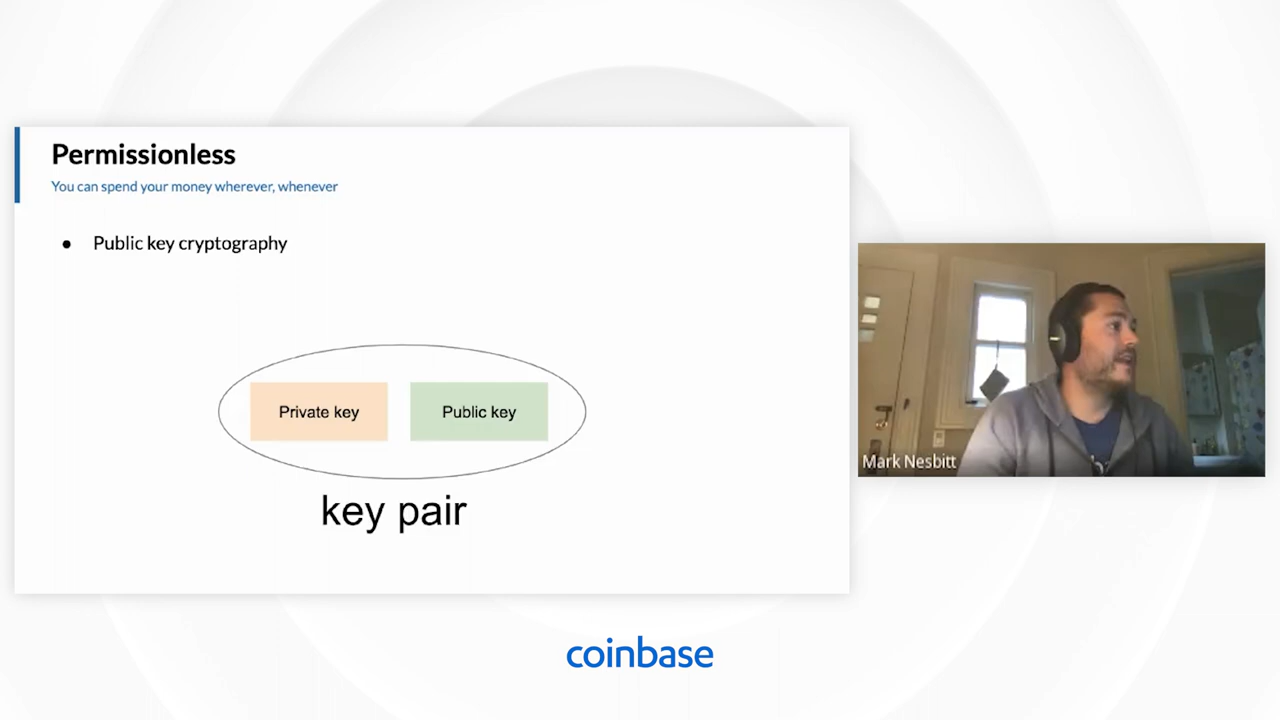 Permissionless
You can spend your money wherever, whenever
● Public key cryptography
Private key
Public key
key pair
Mark Nesbitt
coinbase